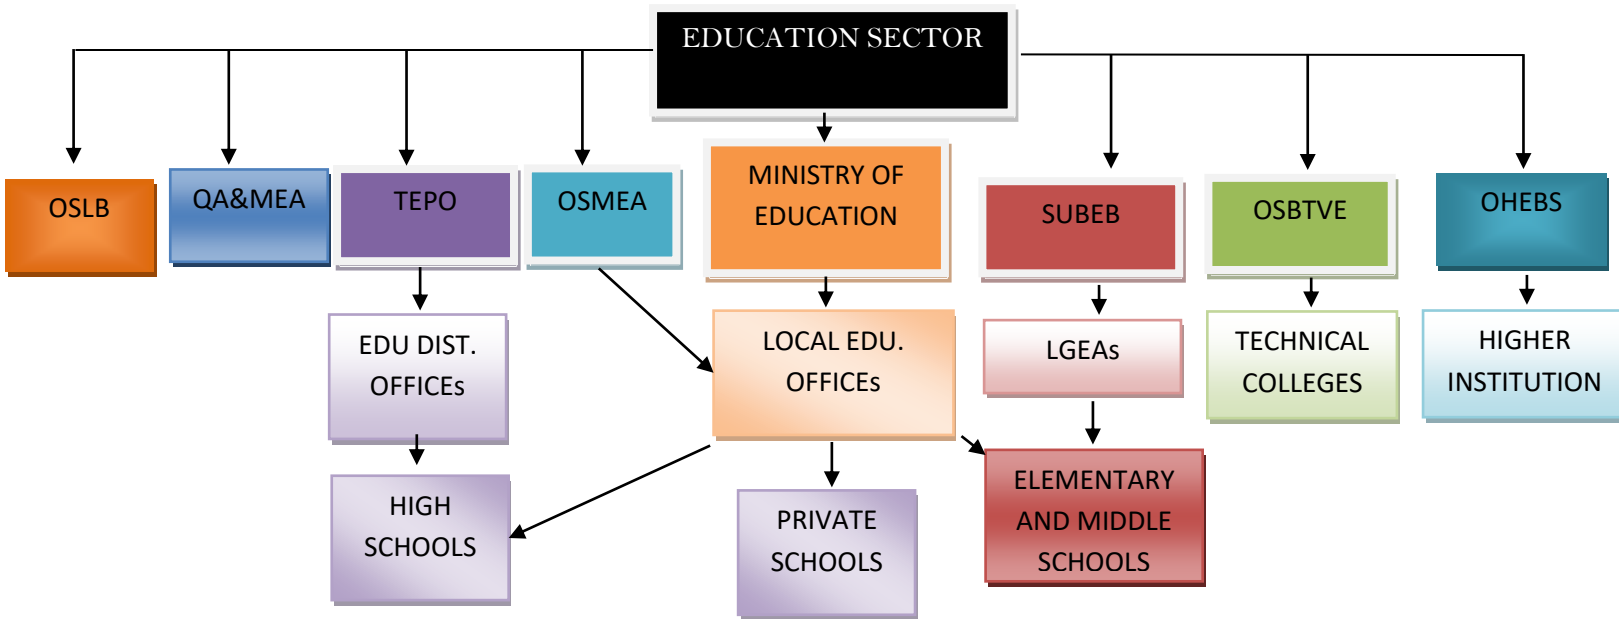 EDUCATION SECTOR
OSLB
QA&MEA
TEPO
OSMEA
MINISTRY OF
EDUCATION
SUBEB
OSBTVE
OHEBS
EDU DIST.
OFFICEs
LOCAL EDU.
OFFICEs
LGEAs
TECHNICAL
COLLEGES
HIGHER
INSTITUTION
HIGH
SCHOOLS
PRIVATE
SCHOOLS
ELEMENTARY
AND MIDDLE
SCHOOLS